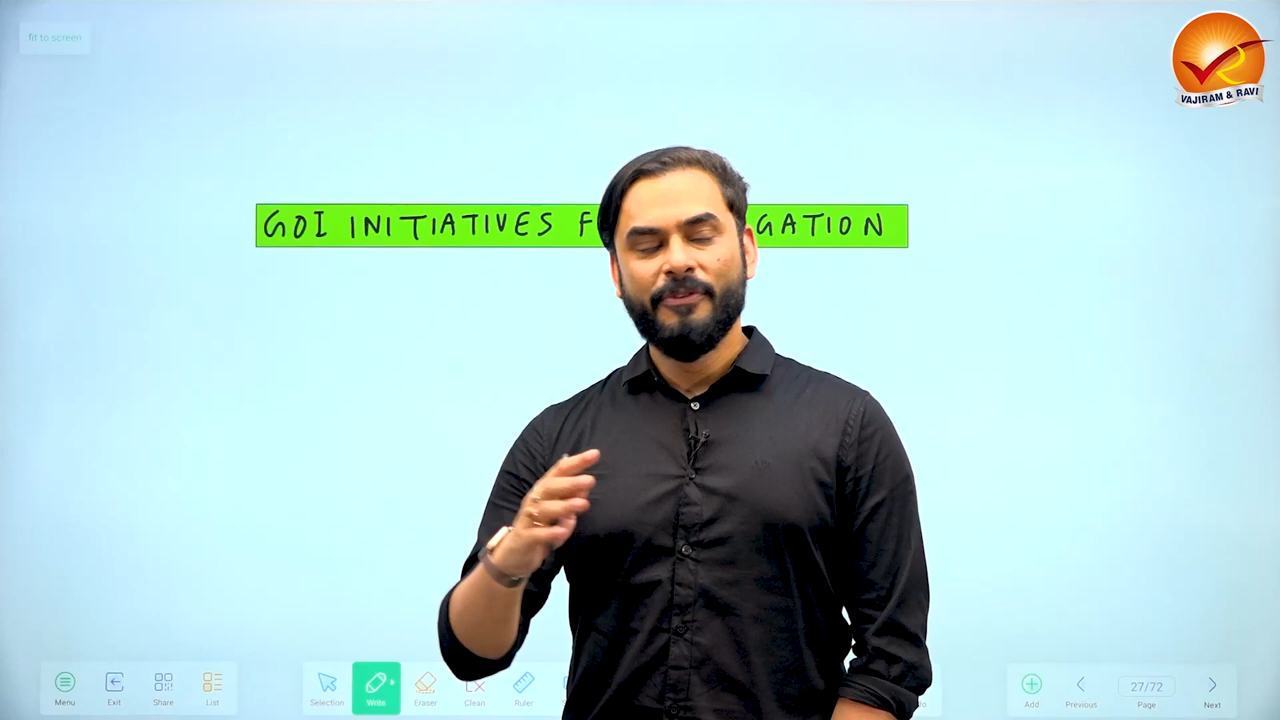 fit to screen
VAJIRAM & RAVI
GOI INITIATIVES F GATION
Menu
Exit
Share
List
Selection
Write
Eraser
Clean
Ruler
Add
Previous
27/72
Page
Next